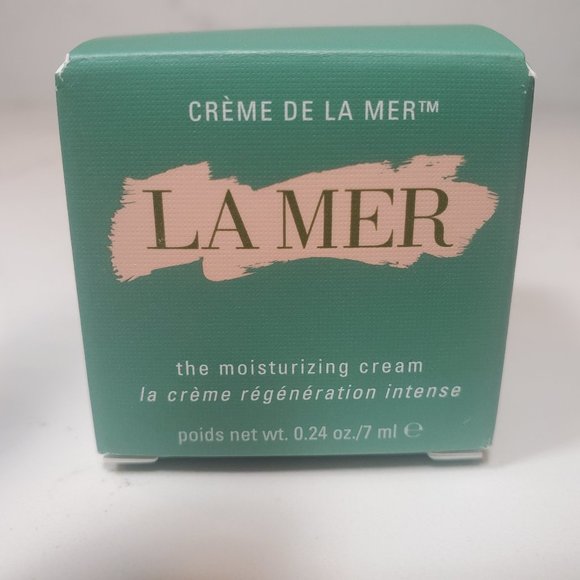 CRÈME DE LA MER™
LA MER
the moisturizing cream
la crème régénération intense
poids net wt. 0.24 oz./7 ml ℮